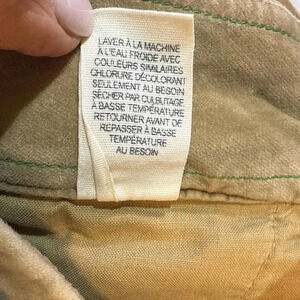 LAVER À LA MACHINE
À L'EAU FROIDE AVEC
COULEURS SIMILAIRES
CHLORURE DÉCOLORANT
SEULEMENT AU BESOIN
SÉCHER PAR CULBUTAGE
À BASSE TEMPÉRATURE
RETOURNER AVANT DE
REPASSER À BASSE
TEMPÉRATURE
AU BESOIN